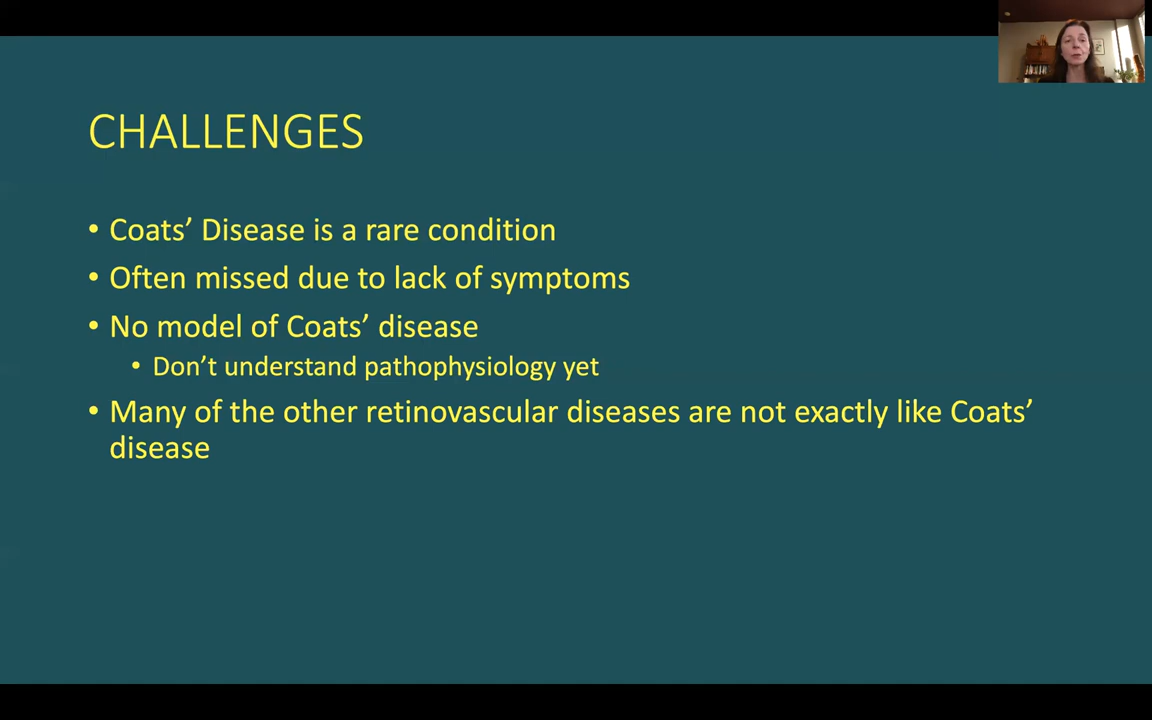 CHALLENGES
• Coats’ Disease is a rare condition
• Often missed due to lack of symptoms
• No model of Coats’ disease
• Don’t understand pathophysiology yet
• Many of the other retinovascular diseases are not exactly like Coats’
disease